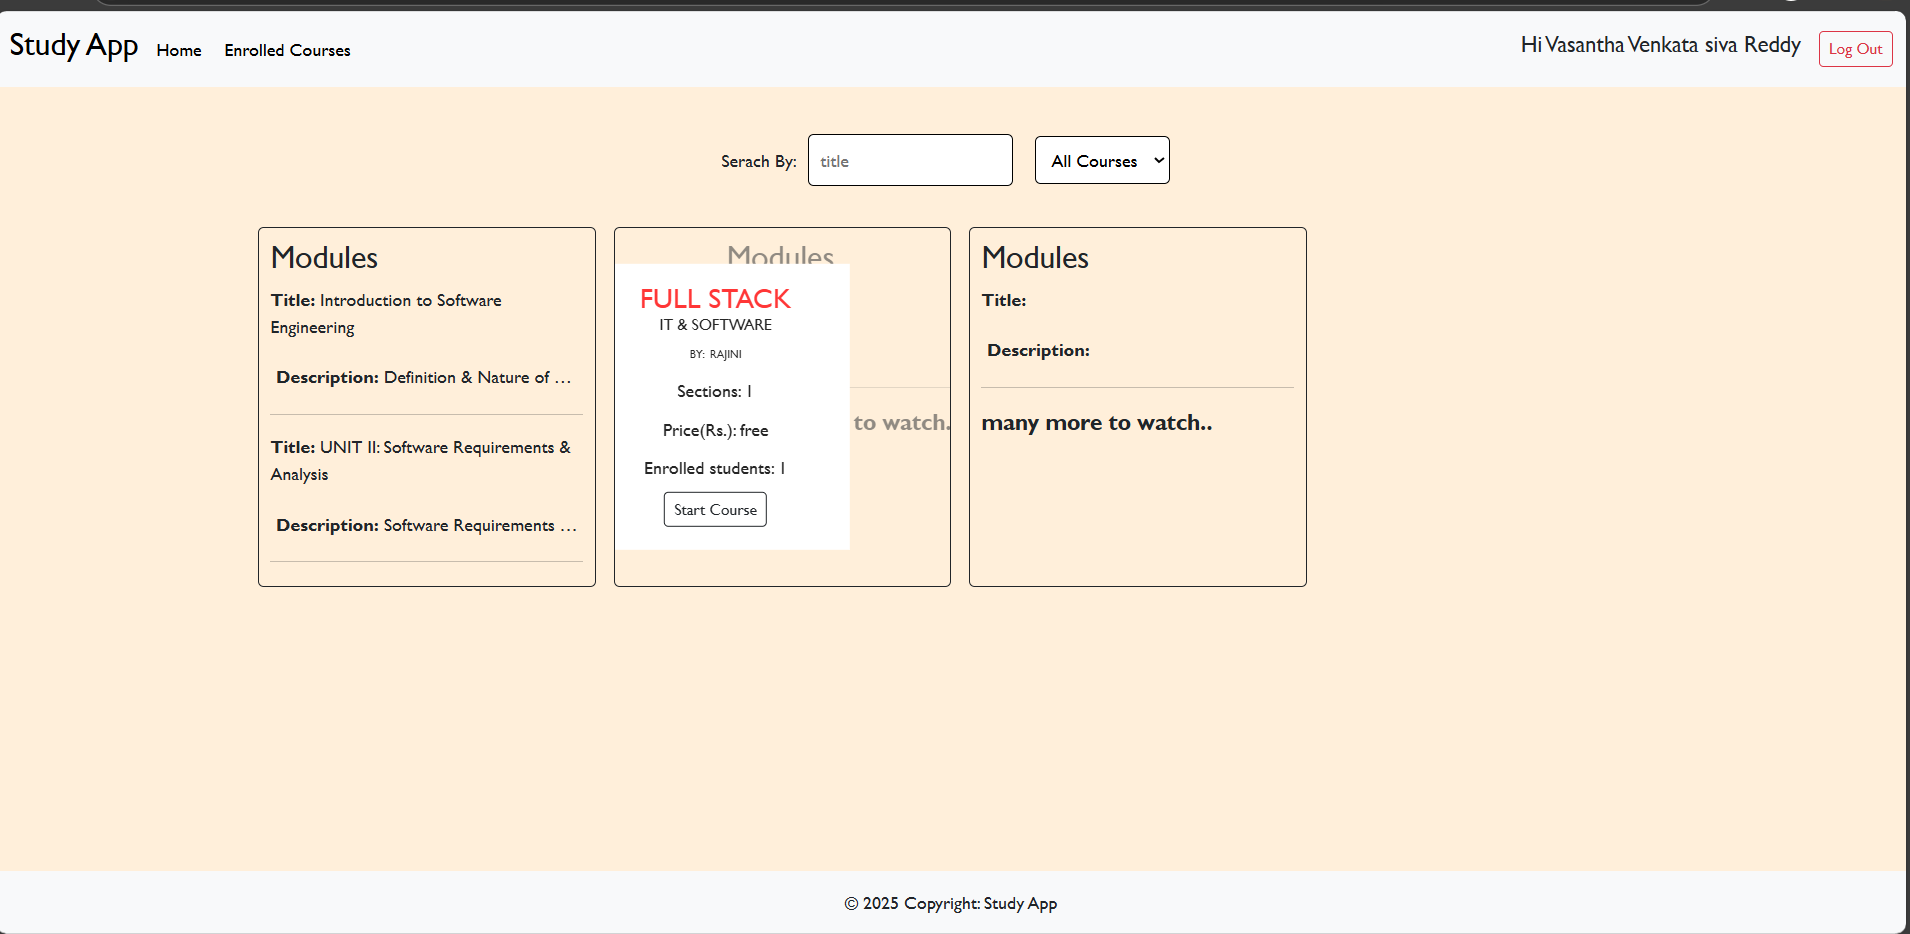 Study App Home Enrolled Courses Hi Vasantha Venkata siva Reddy Log Out
Serach By: title All Courses
Modules
Title: Introduction to Software
Engineering
Description: Definition & Nature of ...
Title: UNIT II: Software Requirements &
Analysis
Description: Software Requirements ...
Modules
FULL STACK
IT & SOFTWARE
BY: RAJINI
Sections: 1
Price(Rs.): free
Enrolled students: 1
Start Course
to watch.
Modules
Title:
Description:
many more to watch..
© 2025 Copyright: Study App